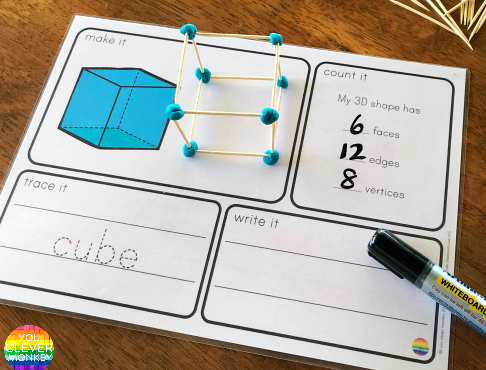 make it
count it
My 3D shape has
6 faces
12 edges
8 vertices
trace it
cube
write it
WHITEBOARD
YOU
CLEVER
MONKEY